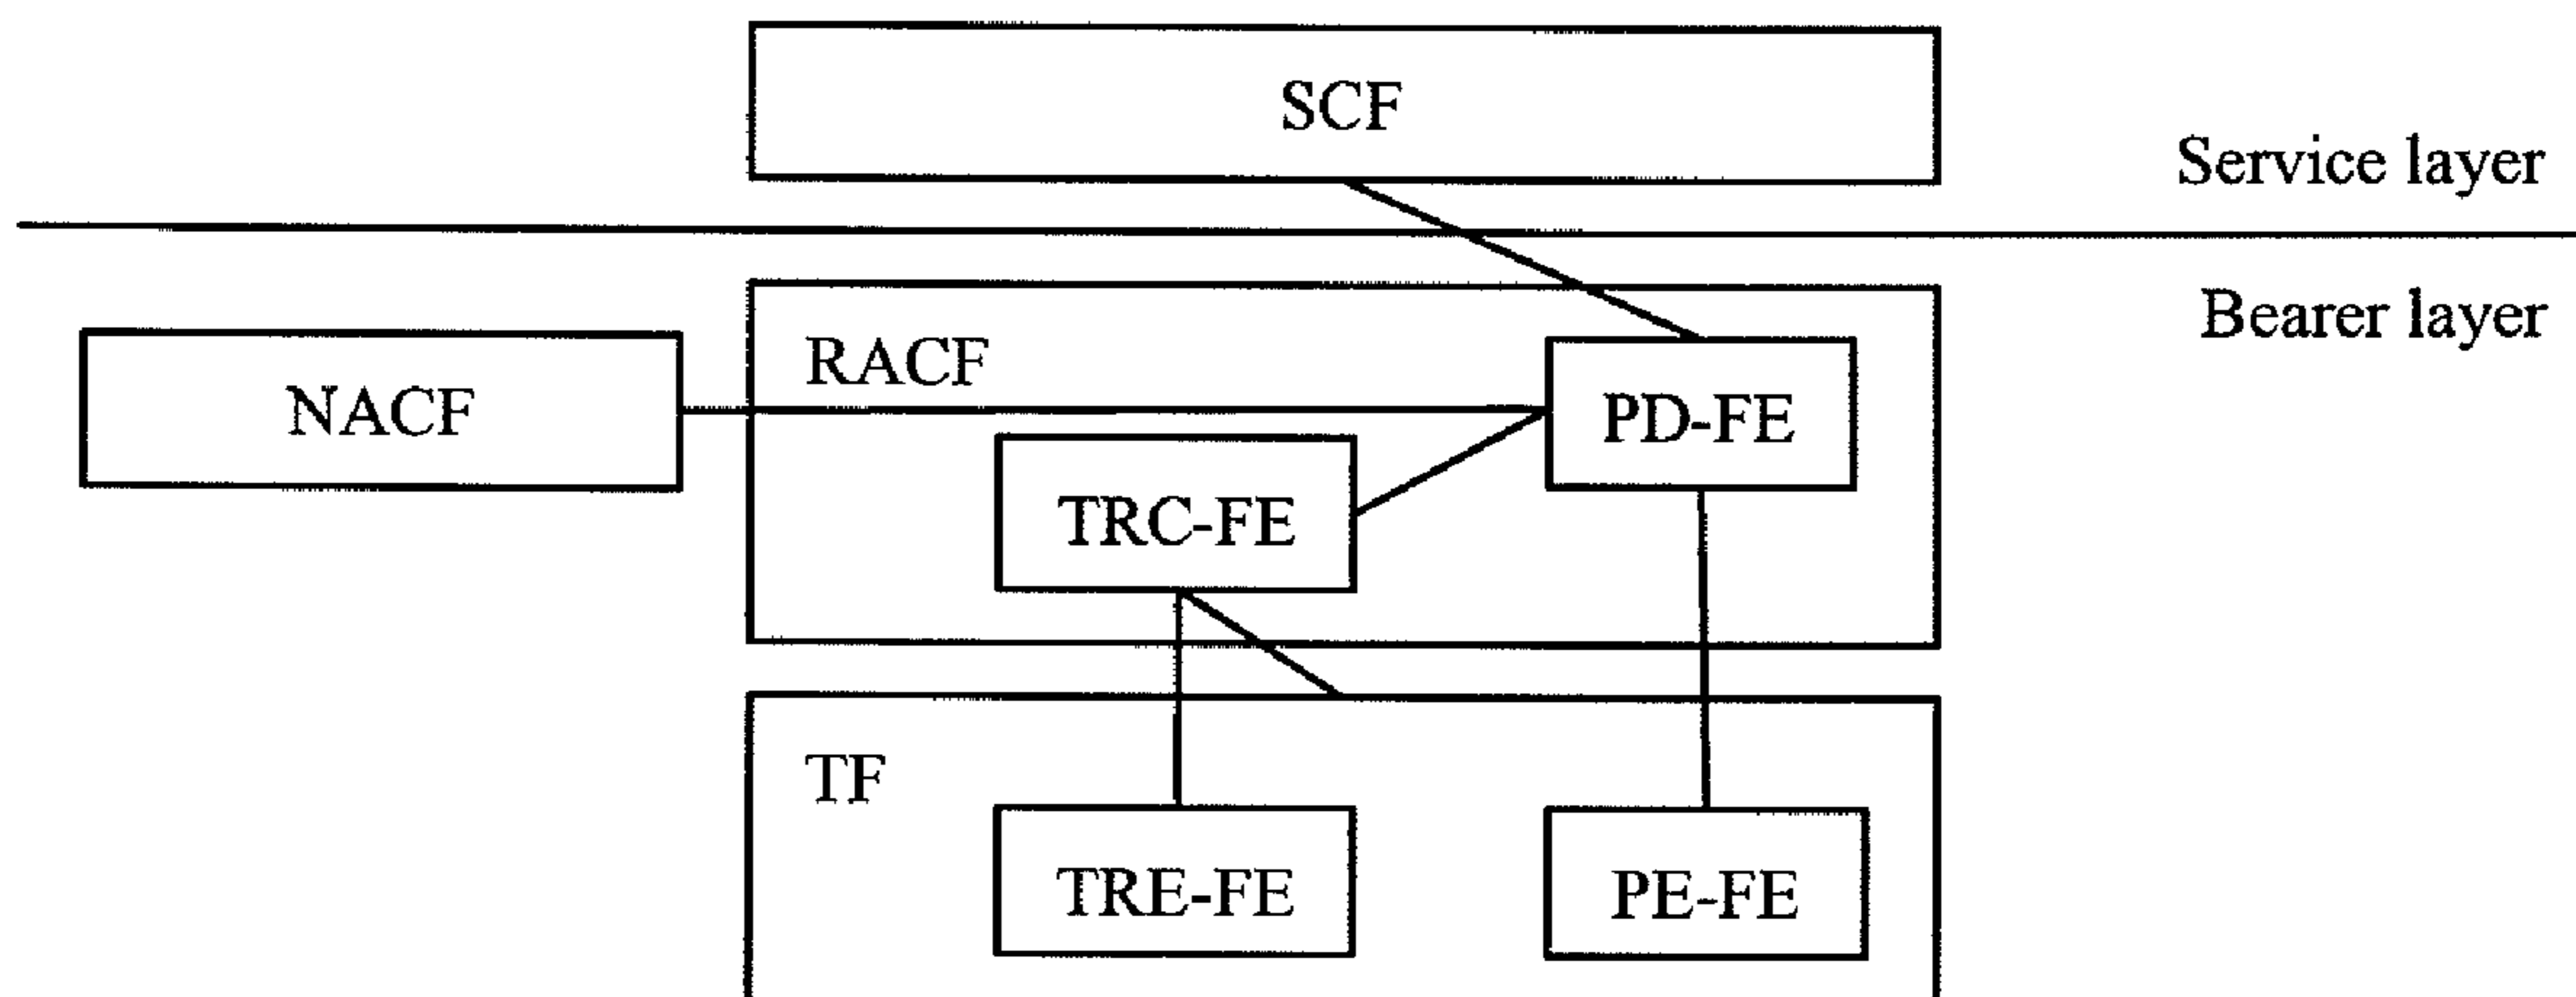 SCF
Service layer
Bearer layer
RACF
NACF
PD-FE
TRC-FE
TF
TRE-FE
PE-FE